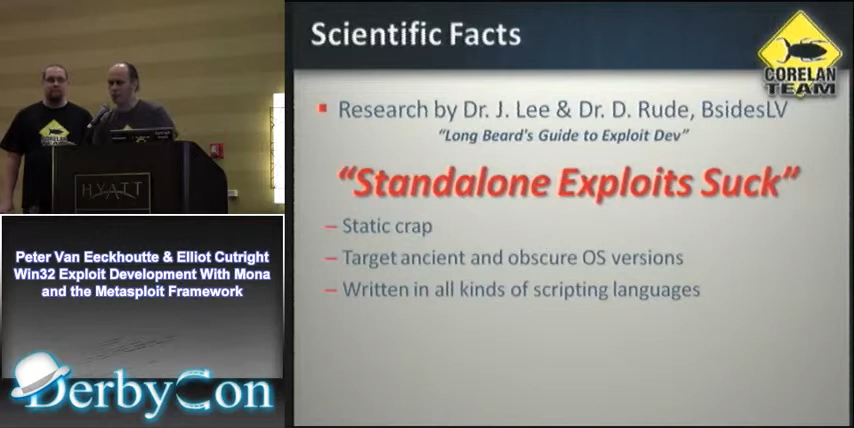 Scientific Facts
CORELAN
TEAM
Research by Dr. J. Lee & Dr. D. Rude, BsidesLV
"Long Beard's Guide to Exploit Dev"
"Standalone Exploits Suck"
– Static crap
– Target ancient and obscure OS versions
– Written in all kinds of scripting languages
HYATT
Peter Van Eeckhoutte & Elliot Cutright
Win32 Exploit Development With Mona
and the Metasploit Framework
DerbyCon